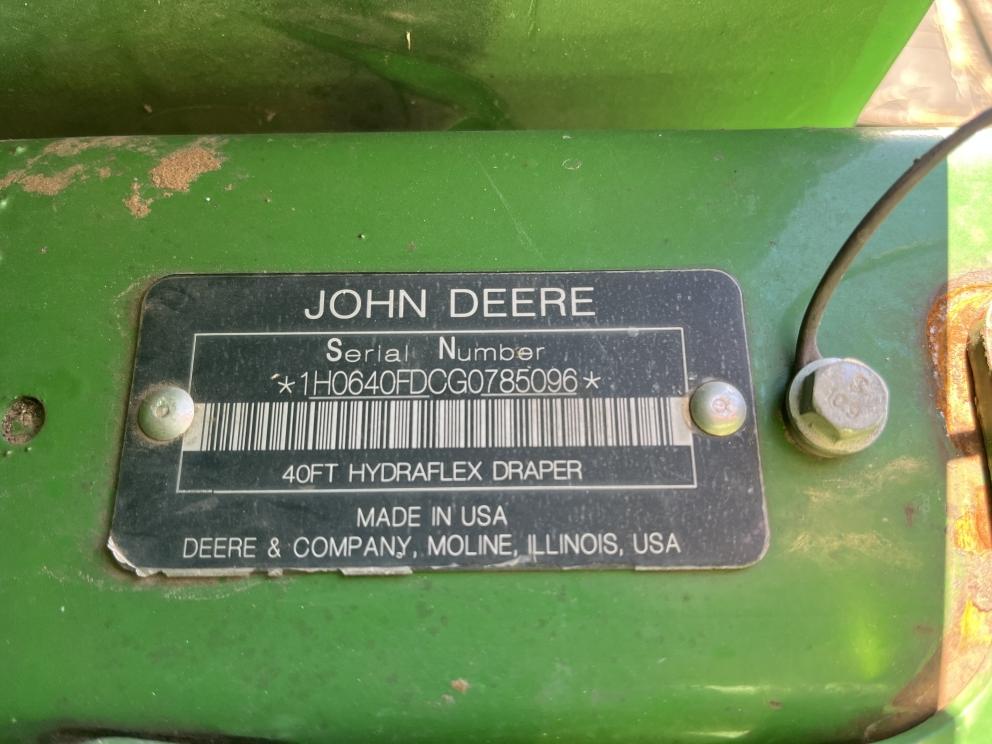 JOHN DEERE
Serial Number
*1H0640FDCG0785096*
40FT HYDRAFLEX DRAPER
MADE IN USA
DEERE & COMPANY, MOLINE, ILLINOIS, USA